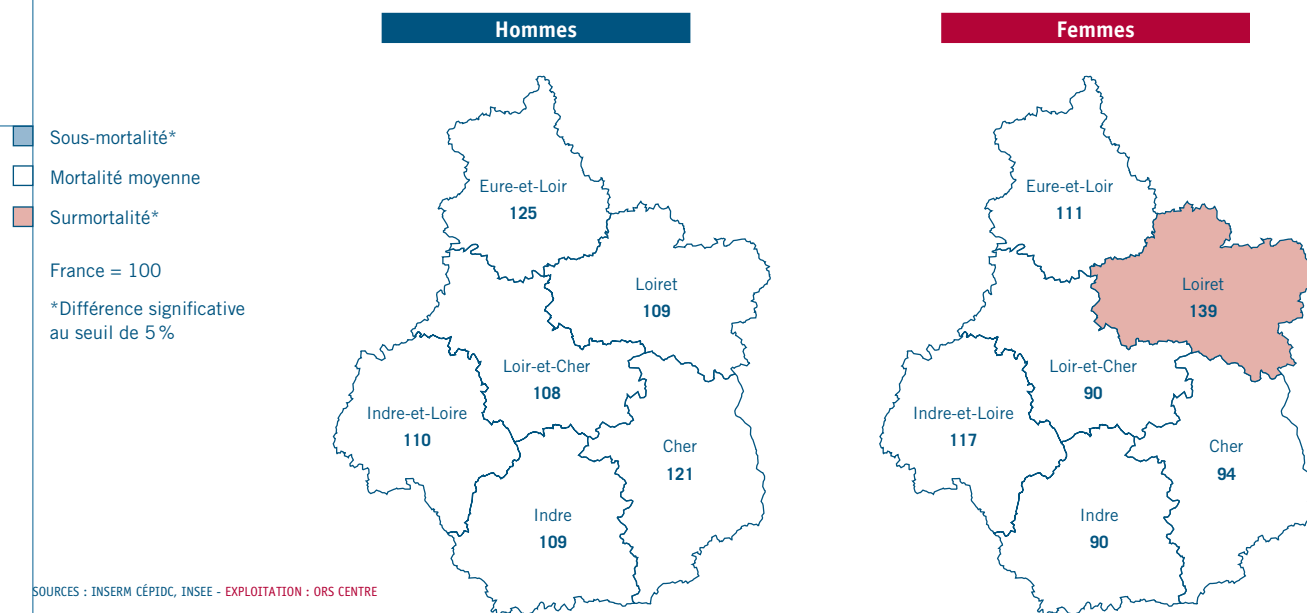 Hommes
Femmes
Sous-mortalité*
Mortalité moyenne
Surmortalité*
France = 100
*Différence significative
au seuil de 5 %
Eure-et-Loir
125
Loiret
109
Loir-et-Cher
108
Indre-et-Loire
110
Cher
121
Indre
109
Eure-et-Loir
111
Loiret
139
Loir-et-Cher
90
Indre-et-Loire
117
Cher
94
Indre
90
SOURCES : INSERM CÉPIDC, INSEE - EXPLOITATION : ORS CENTRE